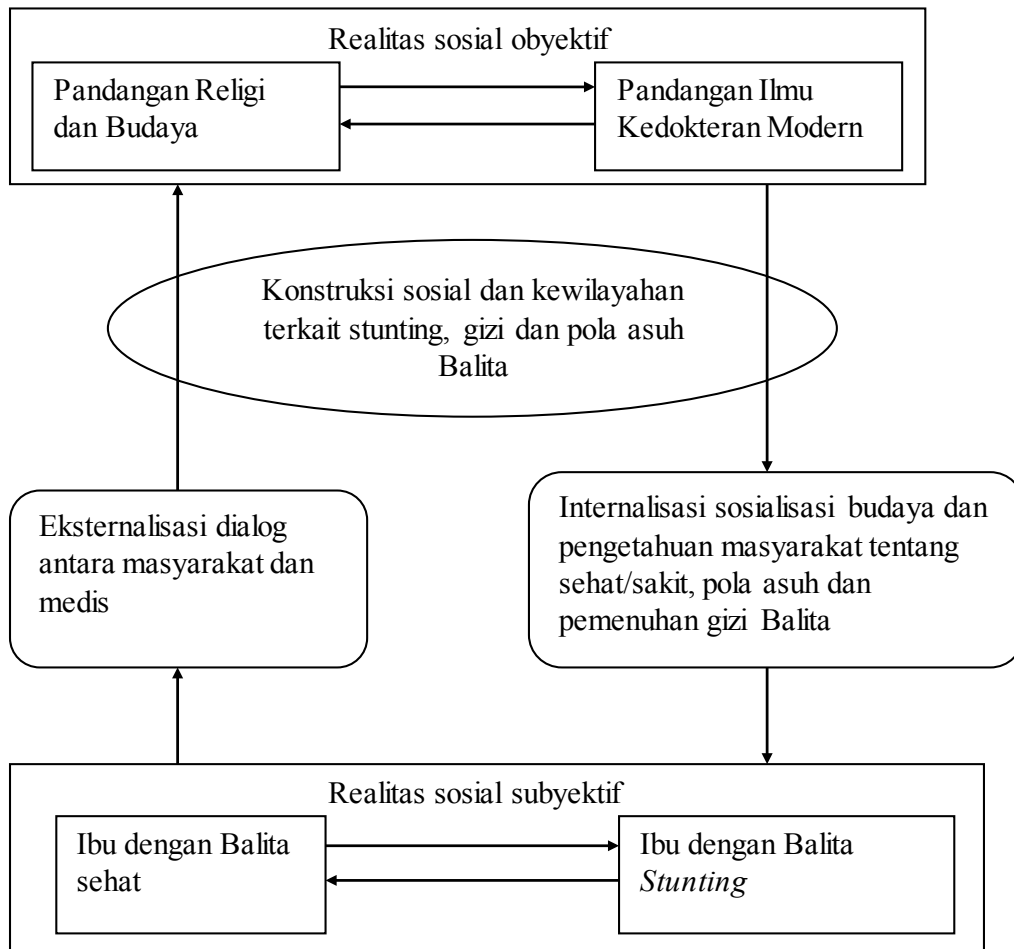 Realitas sosial obyektif
Pandangan Religi
dan Budaya
Pandangan Ilmu
Kedokteran Modern
Konstruksi sosial dan kewilayahan
terkait stunting, gizi dan pola asuh
Balita
Eksternalisasi dialog
antara masyarakat dan
medis
Internalisasi sosialisasi budaya dan
pengetahuan masyarakat tentang
sehat/sakit, pola asuh dan
pemenuhan gizi Balita
Realitas sosial subyektif
Ibu dengan Balita
sehat
Ibu dengan Balita
Stunting